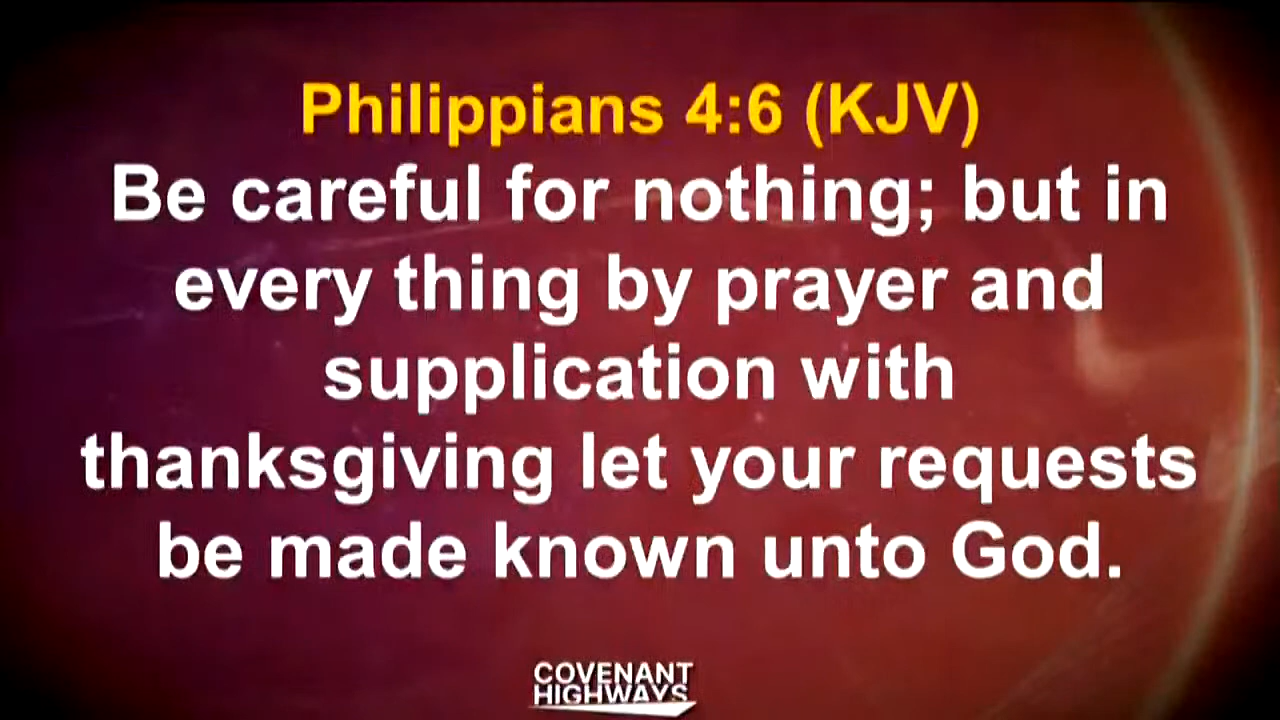 Philippians 4:6 (KJV)
Be careful for nothing; but in
every thing by prayer and
supplication with
thanksgiving let your requests
be made known unto God.
COVENANT
HIGHWAYS